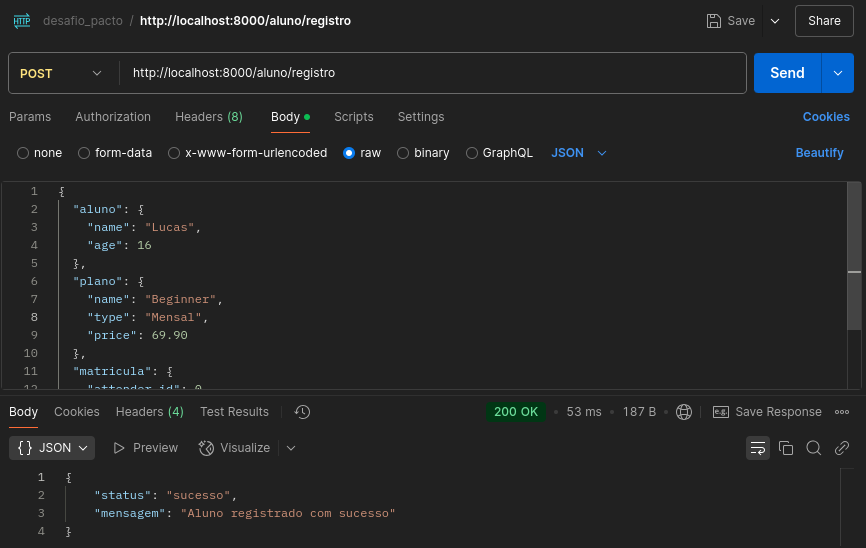 HTTP desafio_pacto / http://localhost:8000/aluno/registro Save Share
POST http://localhost:8000/aluno/registro Send
Params Authorization Headers (8) Body Scripts Settings Cookies
none form-data x-www-form-urlencoded raw binary GraphQL JSON Beautify
1 {
2 "aluno": {
3 "name": "Lucas",
4 "age": 16
5 },
6 "plano": {
7 "name": "Beginner",
8 "type": "Mensal",
9 "price": 69.90
10 },
11 "matricula": {
12 "attender_id": 0
Body Cookies Headers (4) Test Results 200 OK • 53 ms • 187 B • e.g. Save Response
{} JSON Preview Visualize
1 {
2 "status": "sucesso",
3 "mensagem": "Aluno registrado com sucesso"
4 }